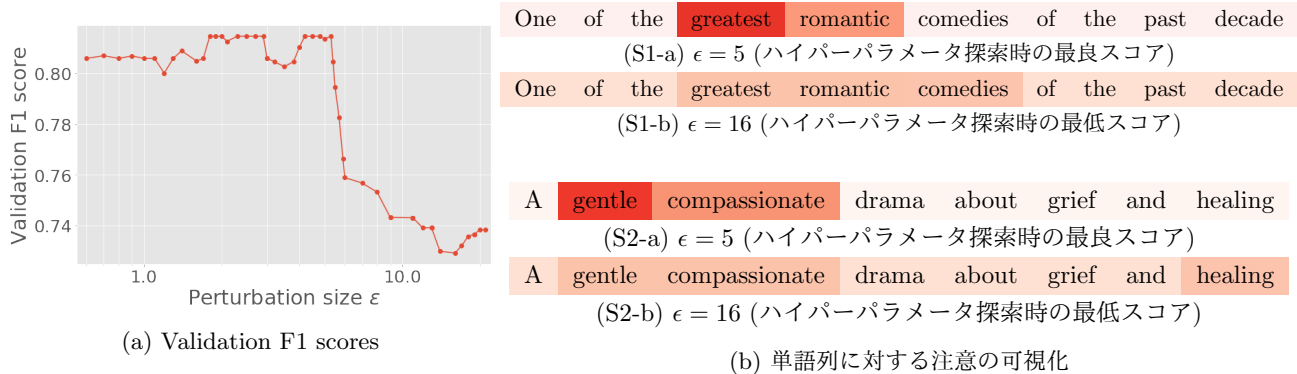 0.80
0.78
0.76
0.74
Validation F1 score
1.0 10.0
Perturbation size ε
(a) Validation F1 scores
One of the greatest romantic comedies of the past decade
(S1-a) ϵ = 5 (ハイパーパラメータ探索時の最良スコア)
One of the greatest romantic comedies of the past decade
(S1-b) ϵ = 16 (ハイパーパラメータ探索時の最低スコア)
A gentle compassionate drama about grief and healing
(S2-a) ϵ = 5 (ハイパーパラメータ探索時の最良スコア)
A gentle compassionate drama about grief and healing
(S2-b) ϵ = 16 (ハイパーパラメータ探索時の最低スコア)
(b) 単語列に対する注意の可視化